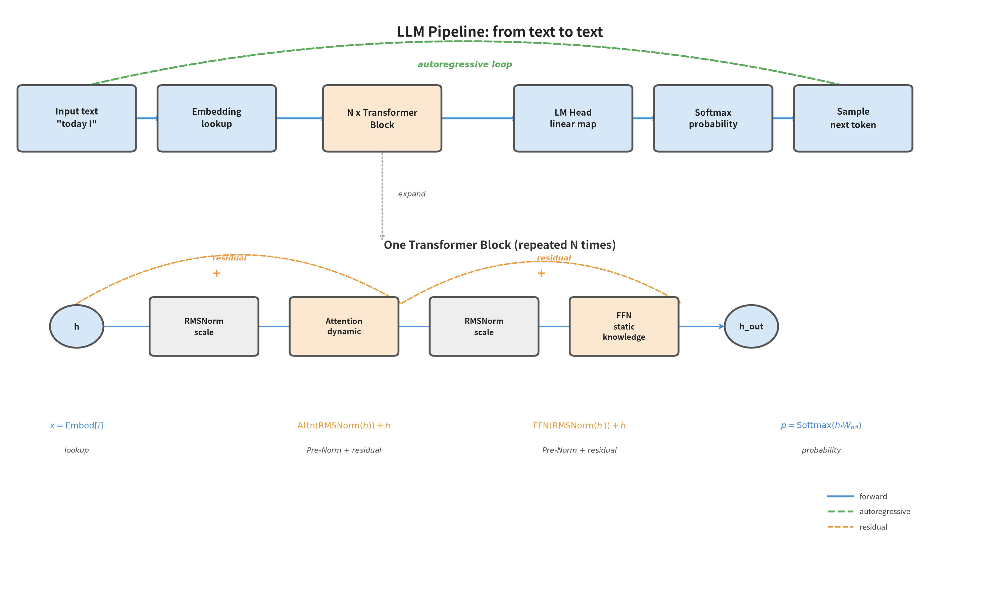 LLM Pipeline: from text to text
autoregressive loop
Input text
"today I"
Embedding
lookup
N x Transformer
Block
LM Head
linear map
Softmax
probability
Sample
next token
expand
One Transformer Block (repeated N times)
residual
+
residual
+
h
RMSNorm
scale
Attention
dynamic
RMSNorm
scale
FFN
static
knowledge
h_out
x = Embed[i]
lookup
Attn(RMSNorm(h)) + h
Pre-Norm + residual
FFN(RMSNorm(h )) + h
Pre-Norm + residual
p = Softmax(h_f W_hd)
probability
forward
autoregressive
residual